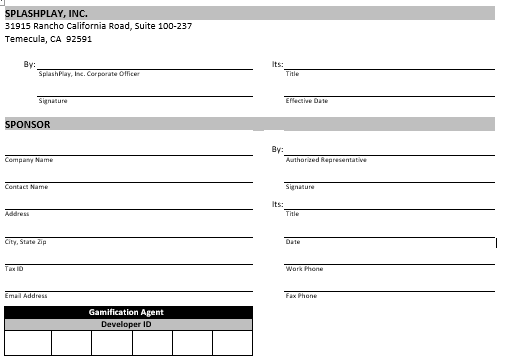 SPLASHPLAY, INC.
31915 Rancho California Road, Suite 100-237
Temecula, CA  92591
By:
Its:
SplashPlay, Inc. Corporate Officer
Title
Signature
Effective Date
SPONSOR
By:
Company Name
Authorized Representative
Contact Name
Signature
Its:
Address
Title
City, State Zip
Date
Tax ID
Work Phone
Email Address
Fax Phone
Gamification Agent
Developer ID